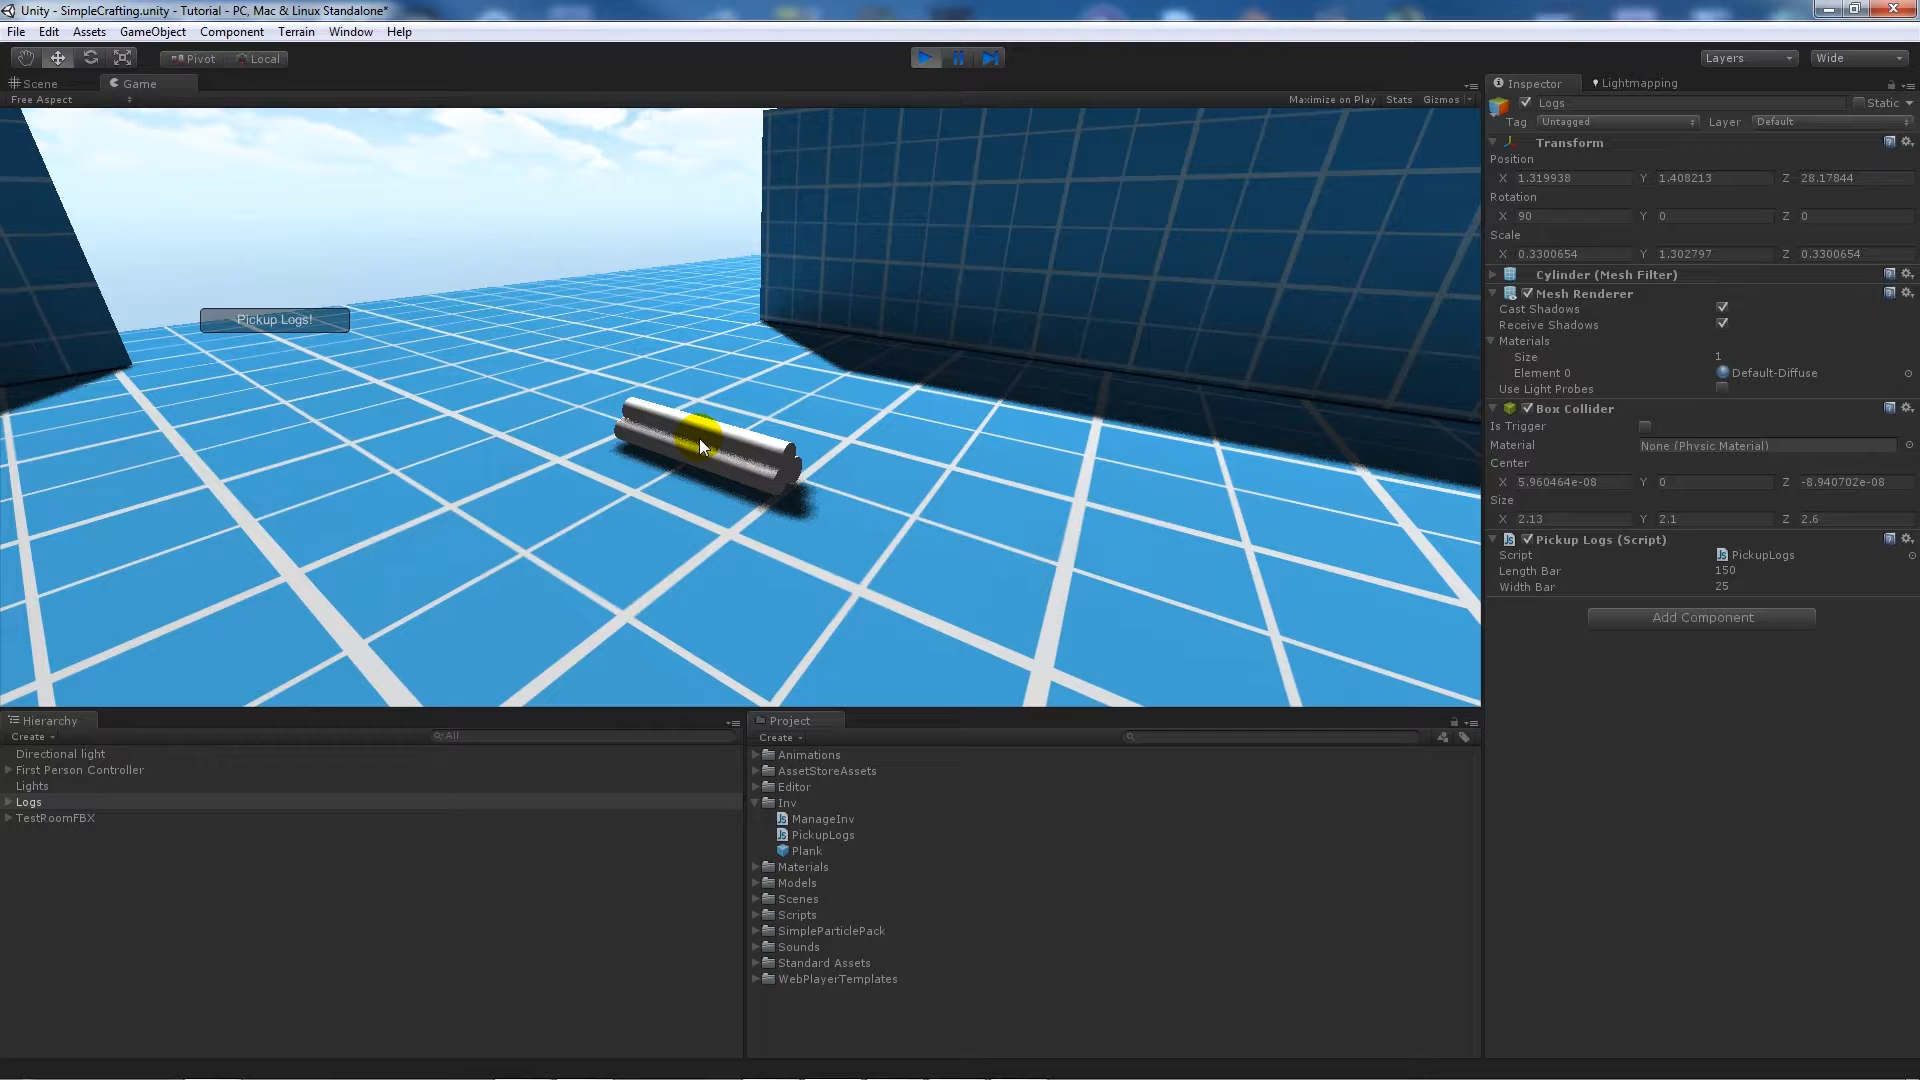 Unity - SimpleCrafting.unity - Tutorial - PC, Mac & Linux Standalone*
File Edit Assets GameObject Component Terrain Window Help
Pivot Local Layers Wide
Scene Game Inspector Lightmapping
Free Aspect Maximize on Play Stats Gizmos
Logs Static
Tag Untagged Layer Default
Transform
Position
X 1.319938 Y 1.408213 Z 28.17844
Rotation
X 90 Y 0 Z 0
Scale
X 0.3300654 Y 1.302797 Z 0.3300654
Cylinder (Mesh Filter)
Mesh Renderer
Cast Shadows
Receive Shadows
Materials
Size 1
Element 0 Default-Diffuse
Use Light Probes
Box Collider
Is Trigger
Material None (Physic Material)
Center
X 5.960464e-08 Y 0 Z -8.940702e-08
Size
X 2.13 Y 2.1 Z 2.6
Pickup Logs (Script)
Script PickupLogs
Length Bar 150
Width Bar 25
Add Component
Pickup Logs!
Hierarchy
Create All
Directional light
First Person Controller
Lights
Logs
TestRoomFBX
Project
Create
Animations
AssetStoreAssets
Editor
Inv
ManageInv
PickupLogs
Plank
Materials
Models
Scenes
Scripts
SimpleParticlePack
Sounds
Standard Assets
WebPlayerTemplates